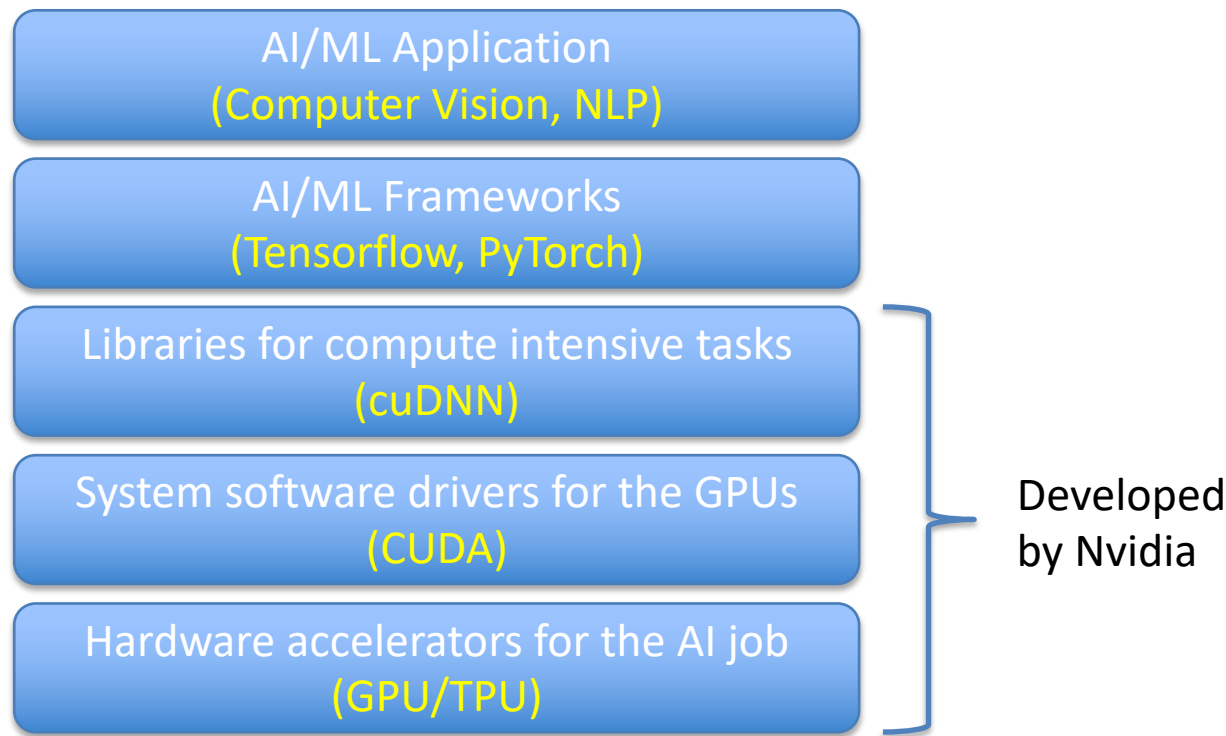 AI/ML Application
(Computer Vision, NLP)
AI/ML Frameworks
(Tensorflow, PyTorch)
Libraries for compute intensive tasks
(cuDNN)
System software drivers for the GPUs
(CUDA)
Hardware accelerators for the AI job
(GPU/TPU)
Developed
by Nvidia